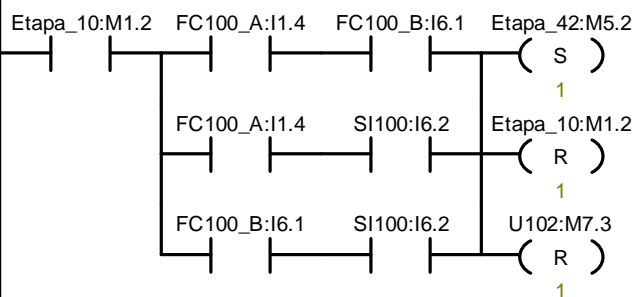 Etapa_10:M1.2 FC100_A:I1.4 FC100_B:I6.1 Etapa_42:M5.2
S
1
FC100_A:I1.4 SI100:I6.2 Etapa_10:M1.2
R
1
FC100_B:I6.1 SI100:I6.2 U102:M7.3
R
1